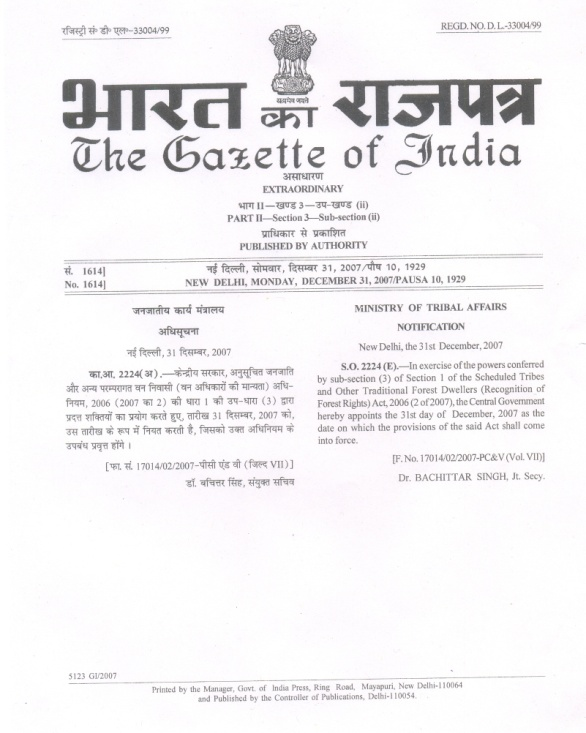 रजिस्ट्री सं० डी० एल०-33004/99
REGD. NO. D. L.-33004/99
सत्यमेव जयते
भारत का राजपत्र
The Gazette of India
असाधारण
EXTRAORDINARY
भाग II—खण्ड 3—उप-खण्ड (ii)
PART II—Section 3—Sub-section (ii)
प्राधिकार से प्रकाशित
PUBLISHED BY AUTHORITY
सं. 1614]
नई दिल्ली, सोमवार, दिसम्बर 31, 2007/पौष 10, 1929
No. 1614]
NEW DELHI, MONDAY, DECEMBER 31, 2007/PAUSA 10, 1929
जनजातीय कार्य मंत्रालय
अधिसूचना
नई दिल्ली, 31 दिसम्बर, 2007
का.आ. 2224(अ).—केन्द्रीय सरकार, अनुसूचित जनजाति
और अन्य परम्परागत वन निवासी (वन अधिकारों की मान्यता) अधि-
नियम, 2006 (2007 का 2) की धारा 1 की उप-धारा (3) द्वारा
प्रदत्त शक्तियों का प्रयोग करते हुए, तारीख 31 दिसम्बर, 2007 को,
उस तारीख के रूप में नियत करती है, जिसको उक्त अधिनियम के
उपबंध प्रवृत्त होंगे ।
[फा. सं. 17014/02/2007-पीसी एंड वी (जिल्द VII)]
डॉ. बचित्तर सिंह, संयुक्त सचिव
MINISTRY OF TRIBAL AFFAIRS
NOTIFICATION
New Delhi, the 31st December, 2007
S.O. 2224 (E).—In exercise of the powers conferred
by sub-section (3) of Section 1 of the Scheduled Tribes
and Other Traditional Forest Dwellers (Recognition of
Forest Rights) Act, 2006 (2 of 2007), the Central Government
hereby appoints the 31st day of December, 2007 as the
date on which the provisions of the said Act shall come
into force.
[F. No. 17014/02/2007-PC&V (Vol. VII)]
Dr. BACHITTAR SINGH, Jt. Secy.
5123 GI/2007
Printed by the Manager, Govt. of India Press, Ring Road, Mayapuri, New Delhi-110064
and Published by the Controller of Publications, Delhi-110054.